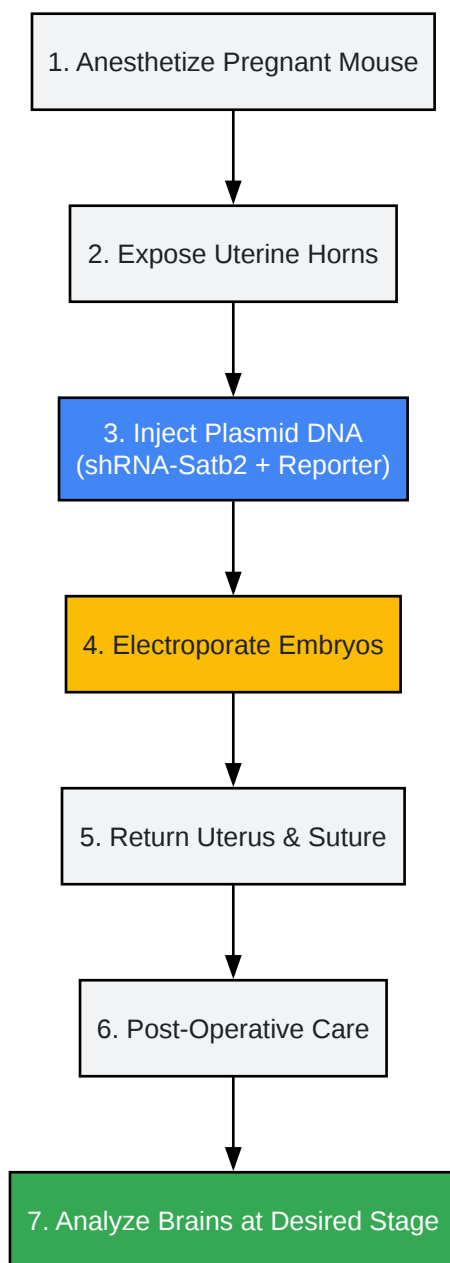 1. Anesthetize Pregnant Mouse
2. Expose Uterine Horns
3. Inject Plasmid DNA
(shRNA-Satb2 + Reporter)
4. Electroporate Embryos
5. Return Uterus & Suture
6. Post-Operative Care
7. Analyze Brains at Desired Stage